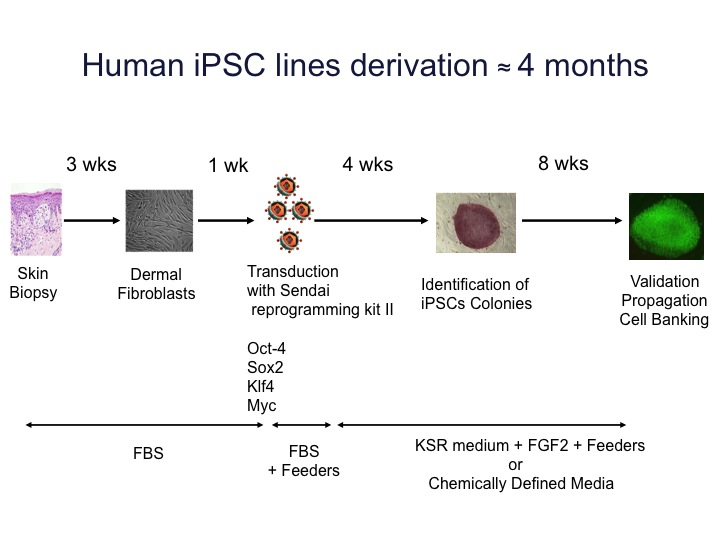 Human iPSC lines derivation ≈ 4 months
3 wks
1 wk
4 wks
8 wks
Skin
Biopsy
Dermal
Fibroblasts
Transduction
with Sendai
reprogramming kit II
Oct-4
Sox2
Klf4
Myc
Identification of
iPSCs Colonies
Validation
Propagation
Cell Banking
FBS
FBS
+ Feeders
KSR medium + FGF2 + Feeders
or
Chemically Defined Media